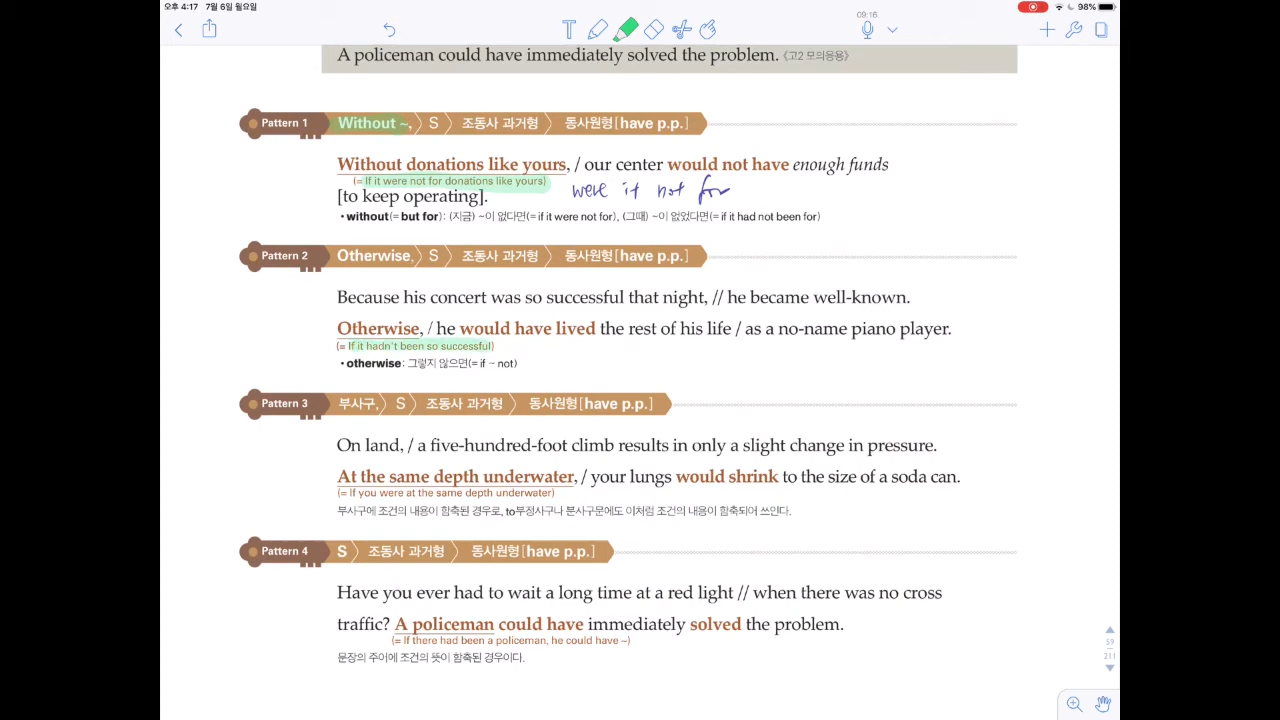 오후 4:17 7월 6일 월요일
98%
09:16
A policeman could have immediately solved the problem. 《고2 모의응용》
Pattern 1 Without ~, S 조동사 과거형 동사원형[have p.p.]
Without donations like yours, / our center would not have enough funds
(= If it were not for donations like yours)
were it not for
[to keep operating].
• without(= but for): (지금) ~이 없다면(= if it were not for), (그때) ~이 없었다면(= if it had not been for)
Pattern 2 Otherwise, S 조동사 과거형 동사원형[have p.p.]
Because his concert was so successful that night, // he became well-known.
Otherwise, / he would have lived the rest of his life / as a no-name piano player.
(= If it hadn't been so successful)
• otherwise: 그렇지 않으면(= if ~ not)
Pattern 3 부사구, S 조동사 과거형 동사원형[have p.p.]
On land, / a five-hundred-foot climb results in only a slight change in pressure.
At the same depth underwater, / your lungs would shrink to the size of a soda can.
(= If you were at the same depth underwater)
부사구에 조건의 내용이 함축된 경우로, to부정사구나 분사구문에도 이처럼 조건의 내용이 함축되어 쓰인다.
Pattern 4 S 조동사 과거형 동사원형[have p.p.]
Have you ever had to wait a long time at a red light // when there was no cross
traffic? A policeman could have immediately solved the problem.
(= If there had been a policeman, he could have ~)
문장의 주어에 조건의 뜻이 함축된 경우이다.
59
211